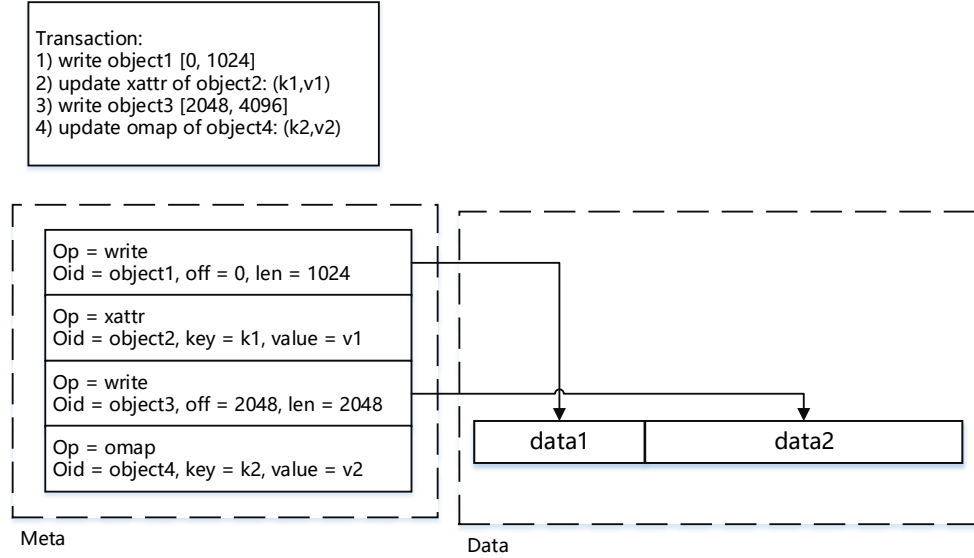 Transaction:
1) write object1 [0, 1024]
2) update xattr of object2: (k1,v1)
3) write object3 [2048, 4096]
4) update omap of object4: (k2,v2)
Op = write
Oid = object1, off = 0, len = 1024
Op = xattr
Oid = object2, key = k1, value = v1
Op = write
Oid = object3, off = 2048, len = 2048
Op = omap
Oid = object4, key = k2, value = v2
Meta
data1
data2
Data